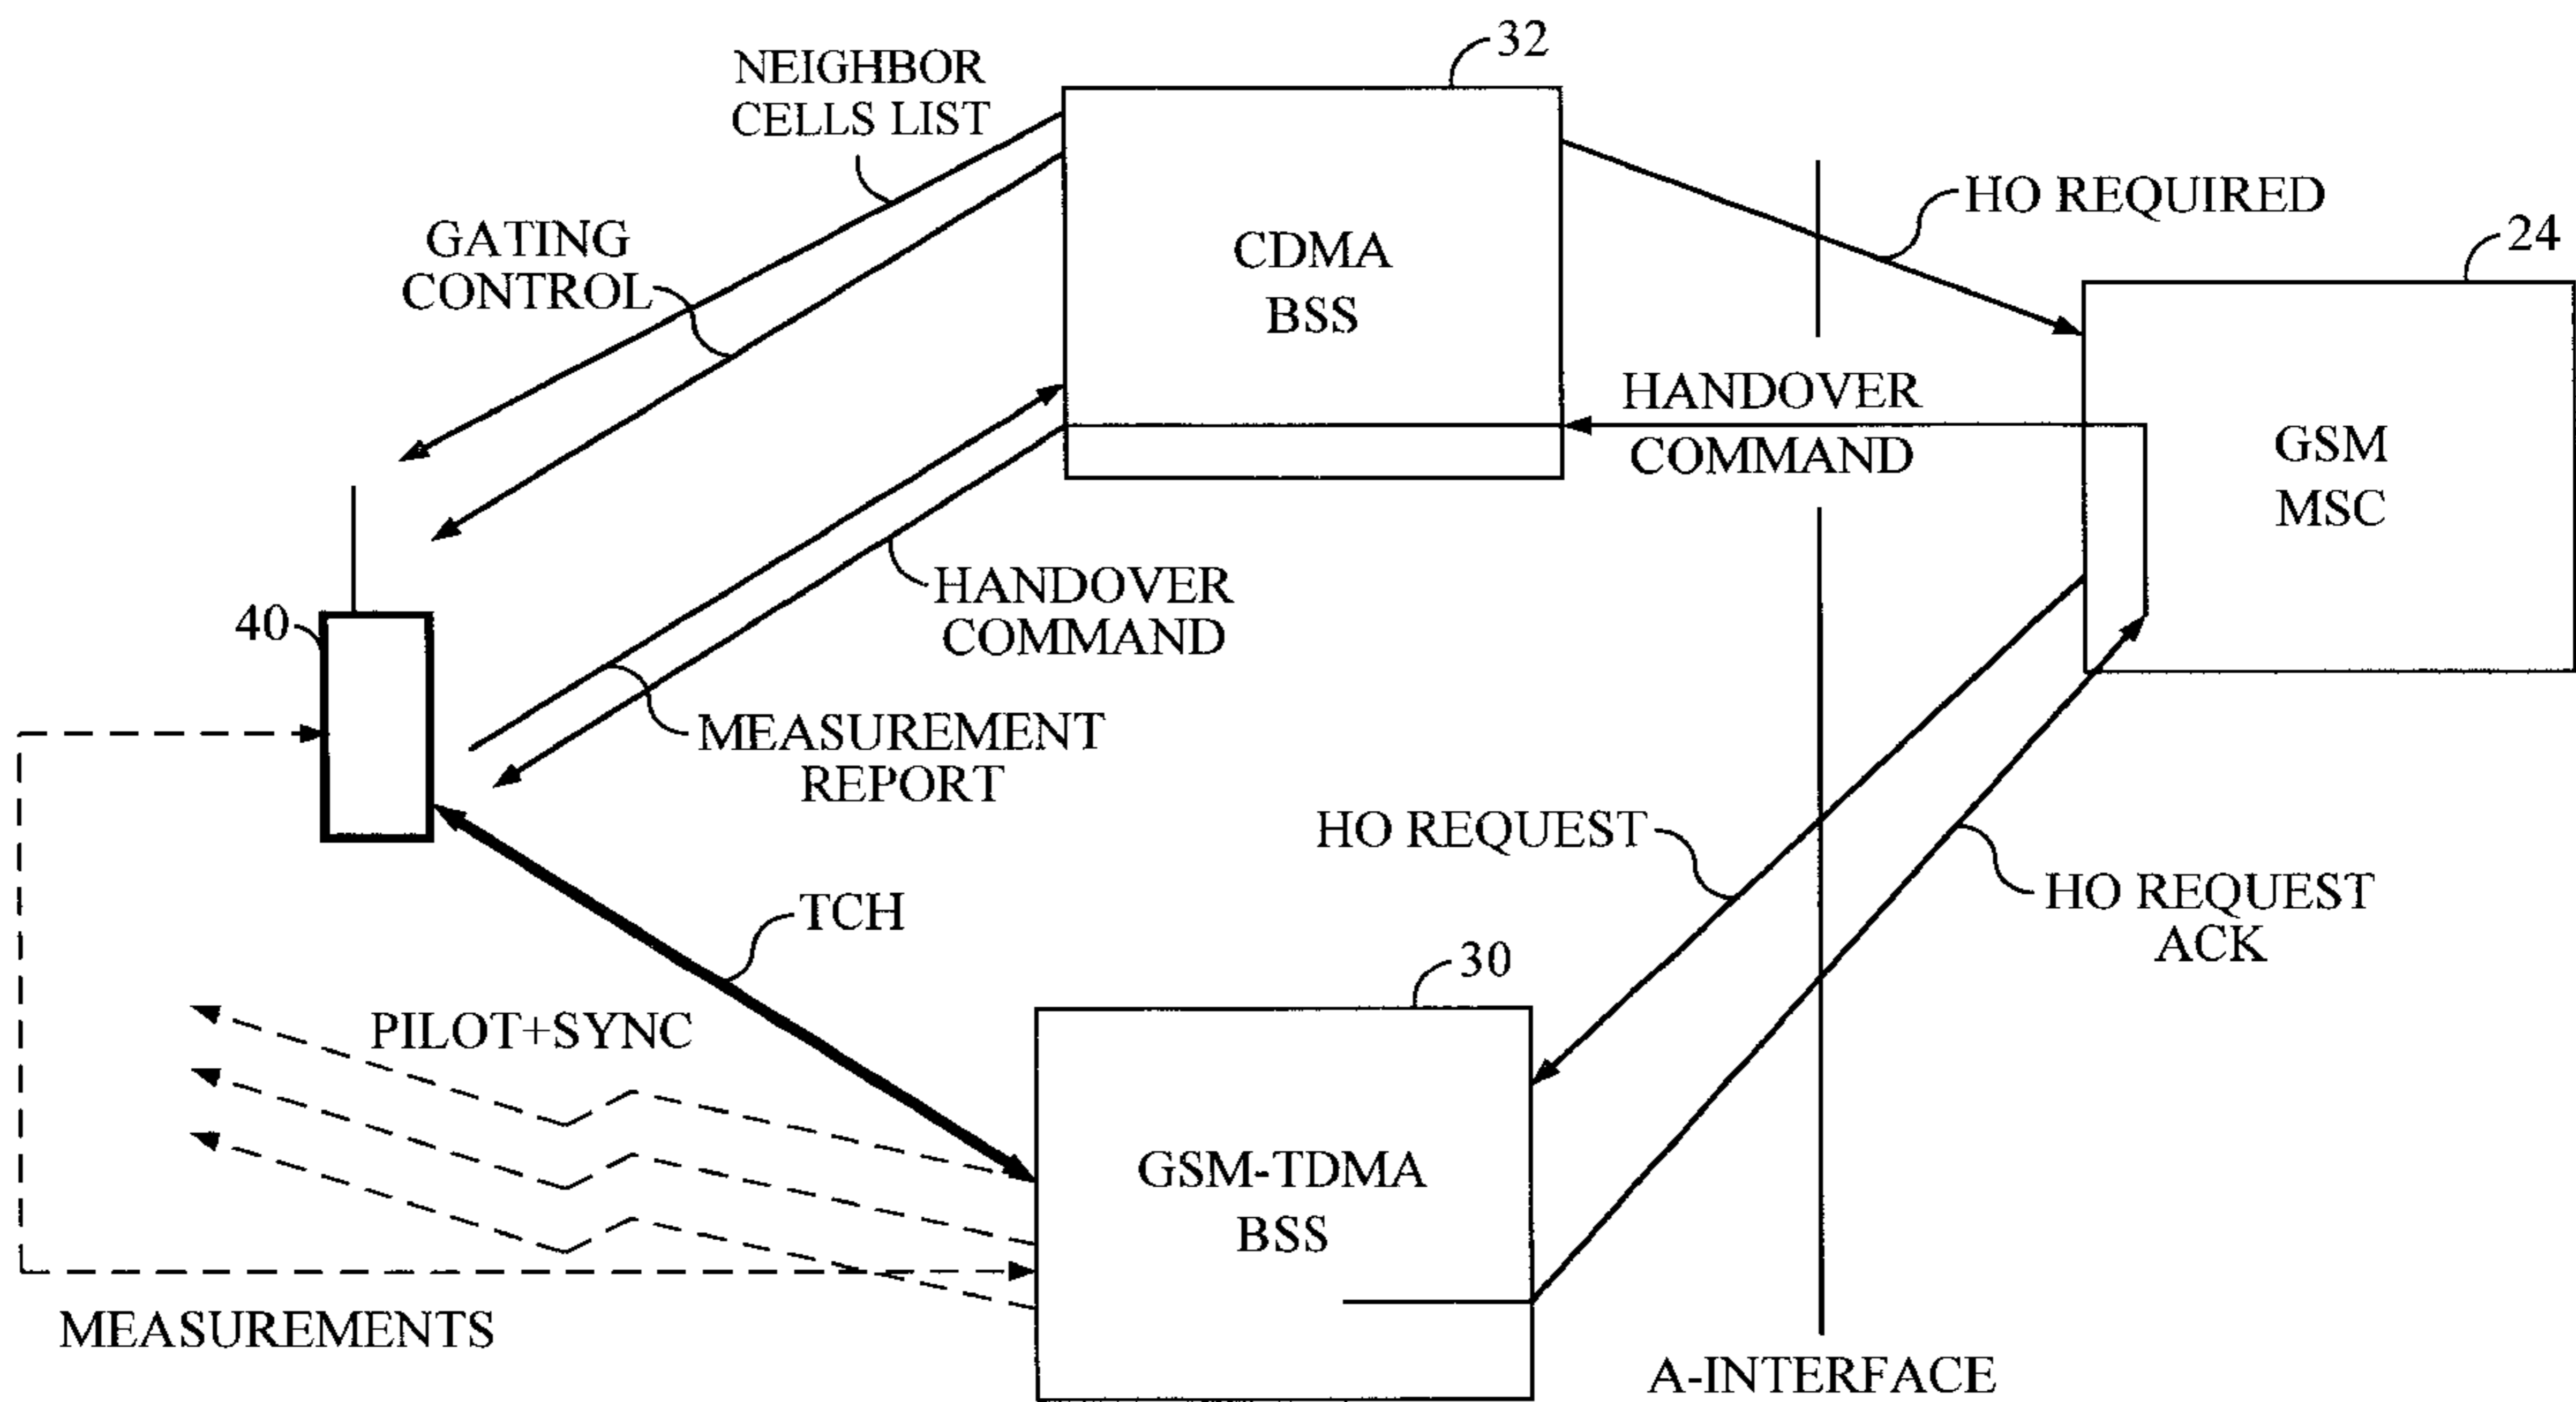 32
NEIGHBOR
CELLS LIST
HO REQUIRED
24
GATING
CONTROL
CDMA
BSS
HANDOVER
COMMAND
GSM
MSC
HANDOVER
COMMAND
40
MEASUREMENT
REPORT
HO REQUEST
HO REQUEST
ACK
TCH
30
PILOT+SYNC
GSM-TDMA
BSS
MEASUREMENTS
A-INTERFACE